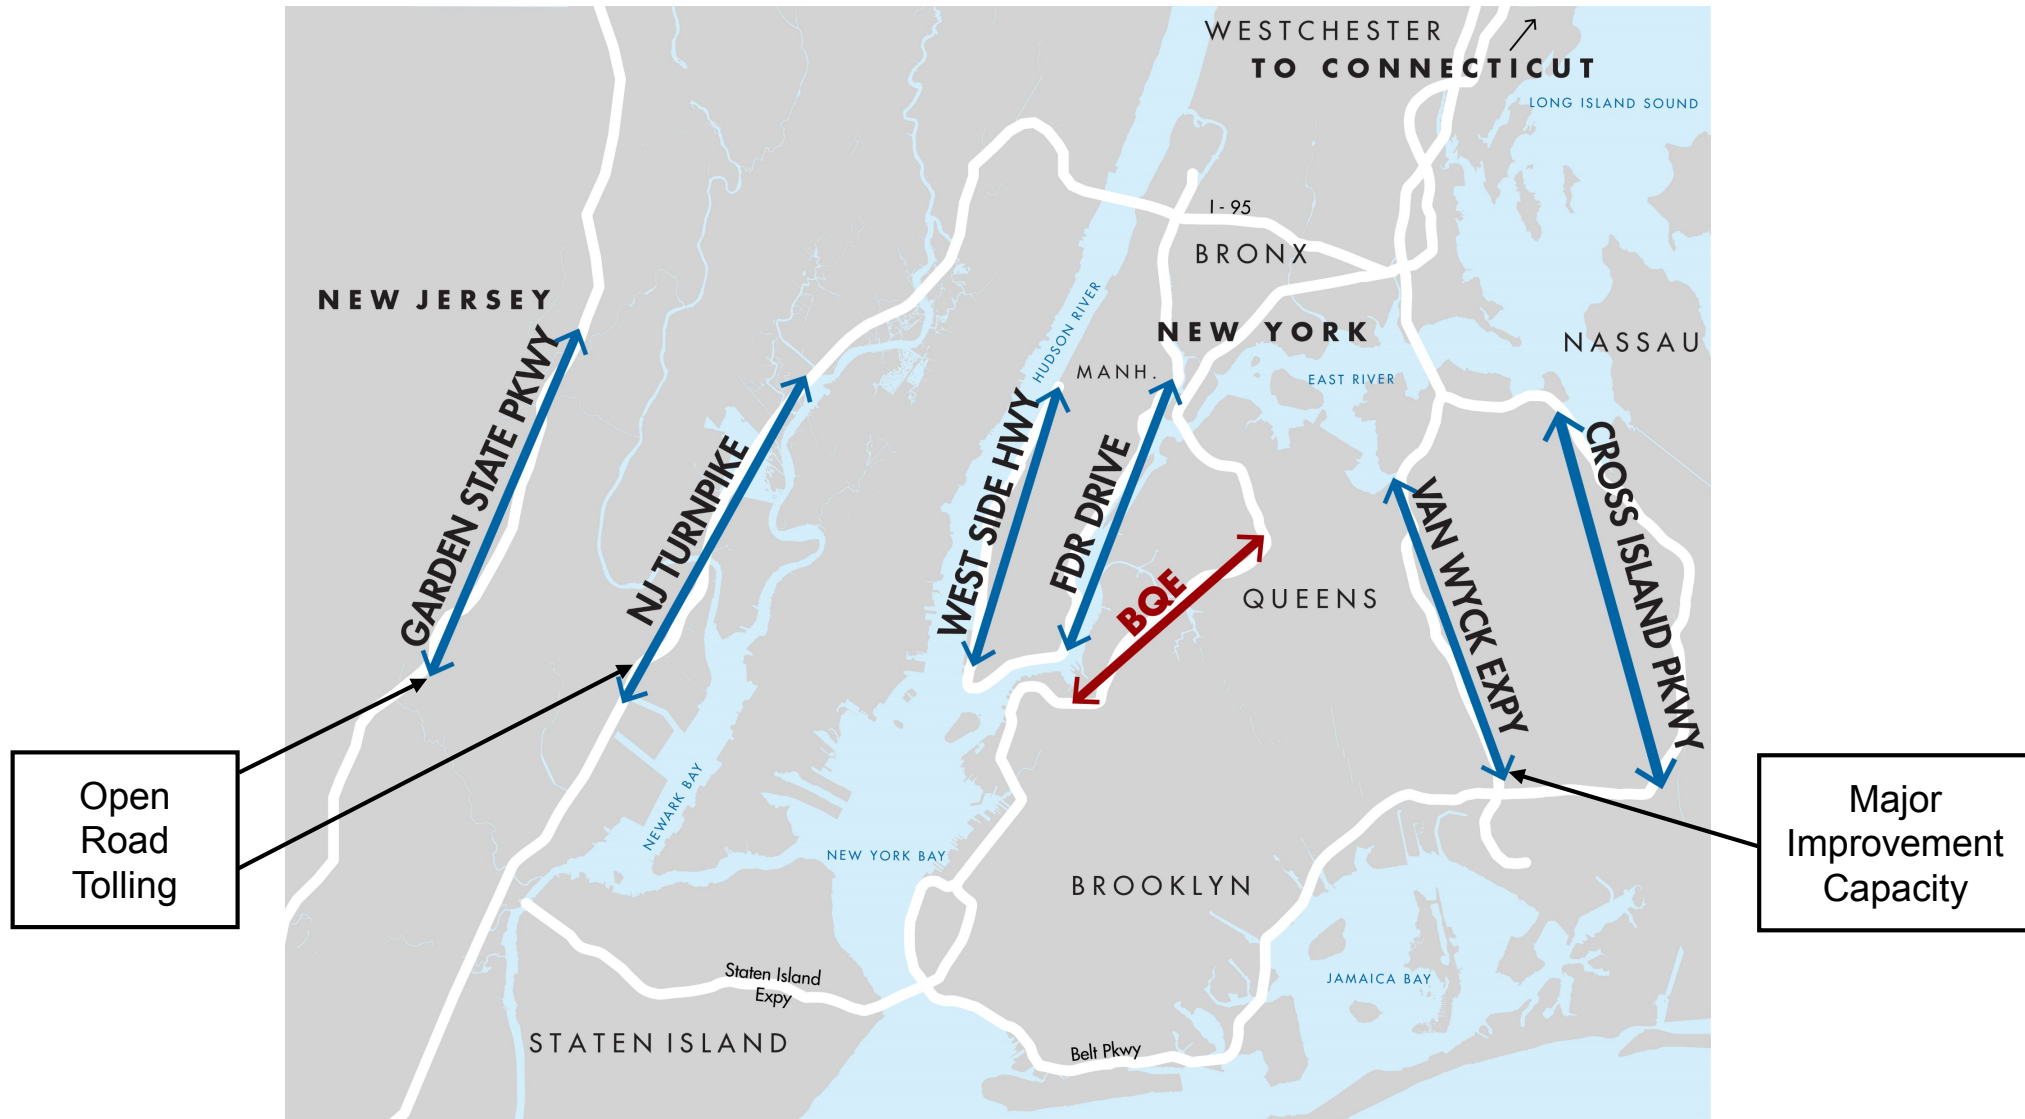 WESTCHESTER
TO CONNECTICUT
LONG ISLAND SOUND
I - 95
BRONX
NEW JERSEY
HUDSON RIVER
NEW YORK
NASSAU
MANH.
EAST RIVER
GARDEN STATE PKWY
NJ TURNPIKE
WEST SIDE HWY
FDR DRIVE
BQE
QUEENS
VAN WYCK EXPY
CROSS ISLAND PKWY
Open
Road
Tolling
Major
Improvement
Capacity
NEWARK BAY
NEW YORK BAY
BROOKLYN
Staten Island
Expy
JAMAICA BAY
STATEN ISLAND
Belt Pkwy